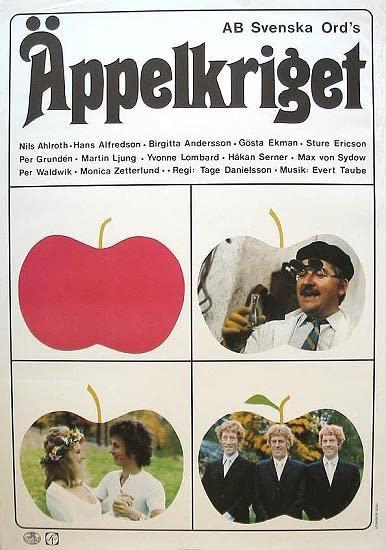 AB Svenska Ord's
Äppelkriget
Nils Ahlroth · Hans Alfredson · Birgitta Andersson · Gösta Ekman · Sture Ericson
Per Grundén · Martin Ljung · Yvonne Lombard · Håkan Serner · Max von Sydow
Per Waldwik · Monica Zetterlund · · Regi: Tage Danielsson · Musik: Evert Taube